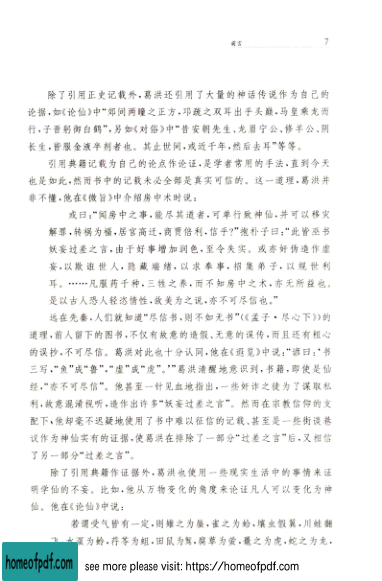 前言 7
除了引用正史记载外,葛洪还引用了大量的神话传说作为自己的
论据,如《论仙》中“邛问两瞳之正方,邛疏之双耳出乎头巅,马皇乘龙而
行,子晋躬御白鹤”,另如《对俗》中“昔安朝先生、龙眉宁公、修羊公、阴
长生,皆服金液半剂者也。其止世间,或近千年,然后去耳”等等。
引用典籍记载为自己的论点作论证,是学者常用的手法,直到今天
也是如此,然而书中的记载未必全部是真实可信的。这一道理,葛洪并
非不懂,他在《微旨》中介绍房中术时说:
或曰:“闻房中之事,能尽其道者,可单行致神仙,并可以移灾
解罪,转祸为福,居官高迁,商贾倍利,信乎?”抱朴子曰:“此皆巫书
妖妄过差之言,由于好事增加润色,至令失实。或亦奸伪造作虚
妄,以欺诳世人,隐藏端绪,以求奉事,招集弟子,以规世利
耳。……凡服药千种,三牲之养,而不知房中之术,亦无所益也。
是以古人恐人轻恣情性,故美为之说,亦不可尽信也。”
远在先秦,人们就知道“尽信书,则不如无书”(《孟子·尽心下》)的
道理,前人留下的图书,不仅有故意的造假、无意的误传,而且还有粗心
的误抄,不可尽信。葛洪对此也十分认同,他在《遐览》中说:“谚曰:‘书
三写,“鱼”成“鲁”,“虚”成“虎”。’”葛洪清醒地意识到,书籍,即使是仙
经,“亦不可尽信”。他甚至一针见血地指出,一些奸诈之徒为了谋取私
利,故意混淆视听,造作出许多“妖妄过差之言”。然而在宗教信仰的支
配下,他却毫不迟疑地使用了书中难以征信的记载、甚至是一些街谈巷
议作为神仙实有的证据,使葛洪在排除了一部分“过差之言”后,又相信
了另一部分“过差之言”。
除了引用典籍作证据外,葛洪也使用一些现实生活中的事情来证
明学仙的不妄。比如,他从万物变化的角度来论证凡人可以变化为神
仙。他在《论仙》中说:
若谓受气皆有一定,则雉之为蜃,雀之为蛤,壤虫假翼,川蛙翻
飞,水虿为蛉,荇苓为蛆,田鼠为鴽,腐草为萤,鼍之为虎,蛇之为龙,
homeofpdf.com see more please visit: https://homeofpdf.com